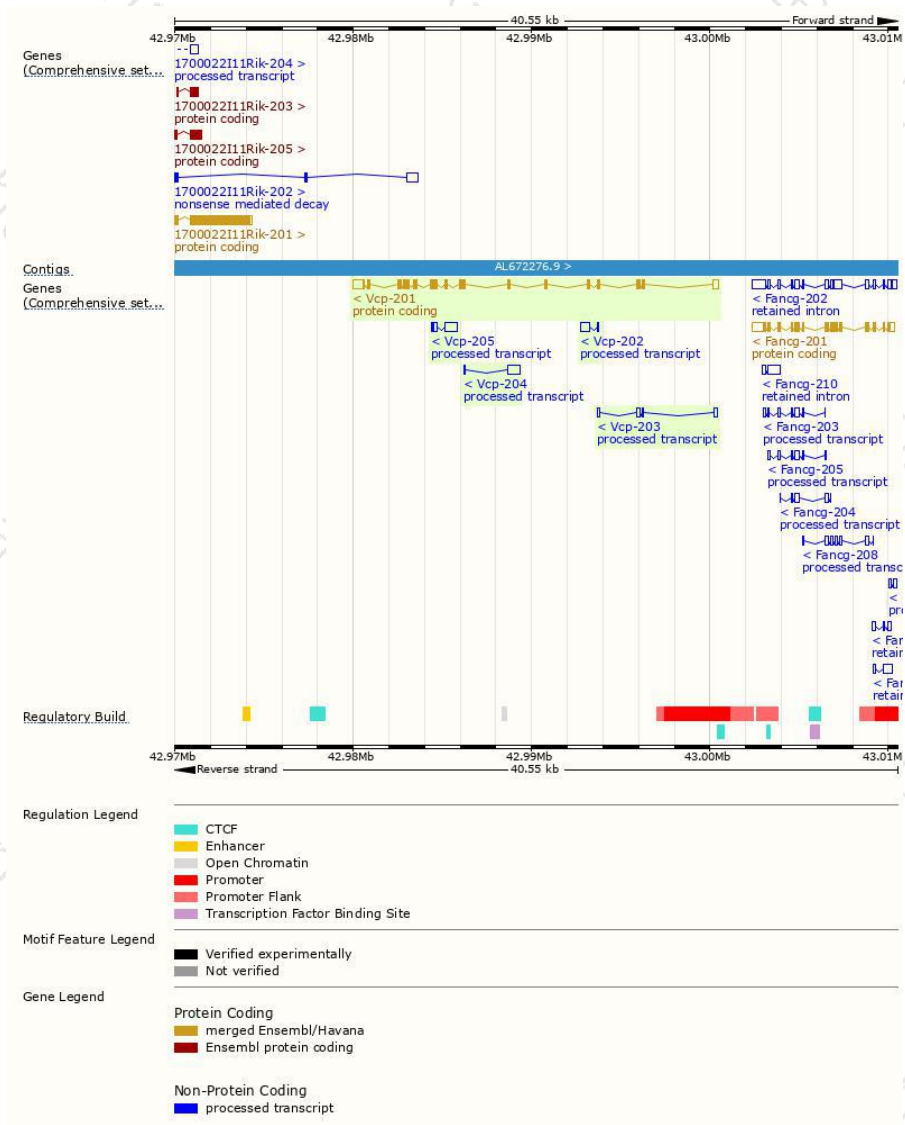 40.55 kb
Forward strand
42.97Mb 42.98Mb 42.99Mb 43.00Mb 43.01M
Genes
(Comprehensive set...
1700022I11Rik-204 >
processed transcript
1700022I11Rik-203 >
protein coding
1700022I11Rik-205 >
protein coding
1700022I11Rik-202 >
nonsense mediated decay
1700022I11Rik-201 >
protein coding
Contigs
AL672276.9 >
Genes
(Comprehensive set...
< Vcp-201
protein coding
< Fancg-202
retained intron
< Vcp-205
processed transcript
< Vcp-202
processed transcript
< Fancg-201
protein coding
< Vcp-204
processed transcript
< Fancg-210
retained intron
< Vcp-203
processed transcript
< Fancg-203
processed transcript
< Fancg-205
processed transcript
< Fancg-204
processed transcript
< Fancg-208
processed transc
<
pro
< Far
retair
< Far
retair
Regulatory Build
42.97Mb 42.98Mb 42.99Mb 43.00Mb 43.01M
Reverse strand
40.55 kb
Regulation Legend
CTCF
Enhancer
Open Chromatin
Promoter
Promoter Flank
Transcription Factor Binding Site
Motif Feature Legend
Verified experimentally
Not verified
Gene Legend
Protein Coding
merged Ensembl/Havana
Ensembl protein coding
Non-Protein Coding
processed transcript